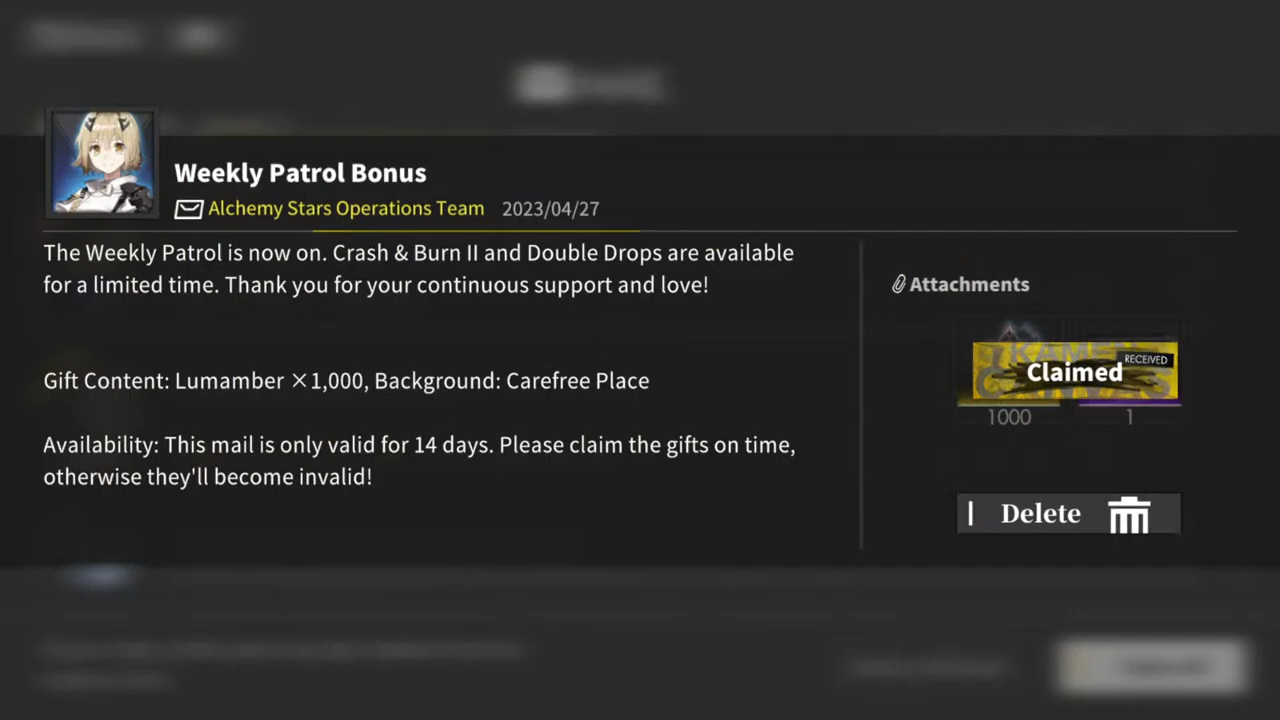 Weekly Patrol Bonus
Alchemy Stars Operations Team 2023/04/27
The Weekly Patrol is now on. Crash & Burn II and Double Drops are available
for a limited time. Thank you for your continuous support and love!
Gift Content: Lumamber ×1,000, Background: Carefree Place
Availability: This mail is only valid for 14 days. Please claim the gifts on time,
otherwise they'll become invalid!
Attachments
RECEIVED
Claimed
1000 1
Delete